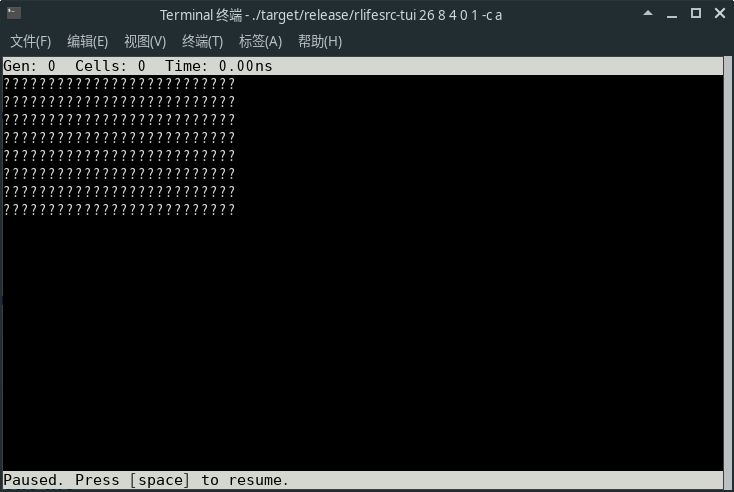 Terminal 终端 - ./target/release/rlifesrc-tui 26 8 4 0 1 -c a
文件(F) 编辑(E) 视图(V) 终端(T) 标签(A) 帮助(H)
Gen: 0  Cells: 0  Time: 0.00ns
??????????????????????????
??????????????????????????
??????????????????????????
??????????????????????????
??????????????????????????
??????????????????????????
??????????????????????????
??????????????????????????
Paused. Press [space] to resume.